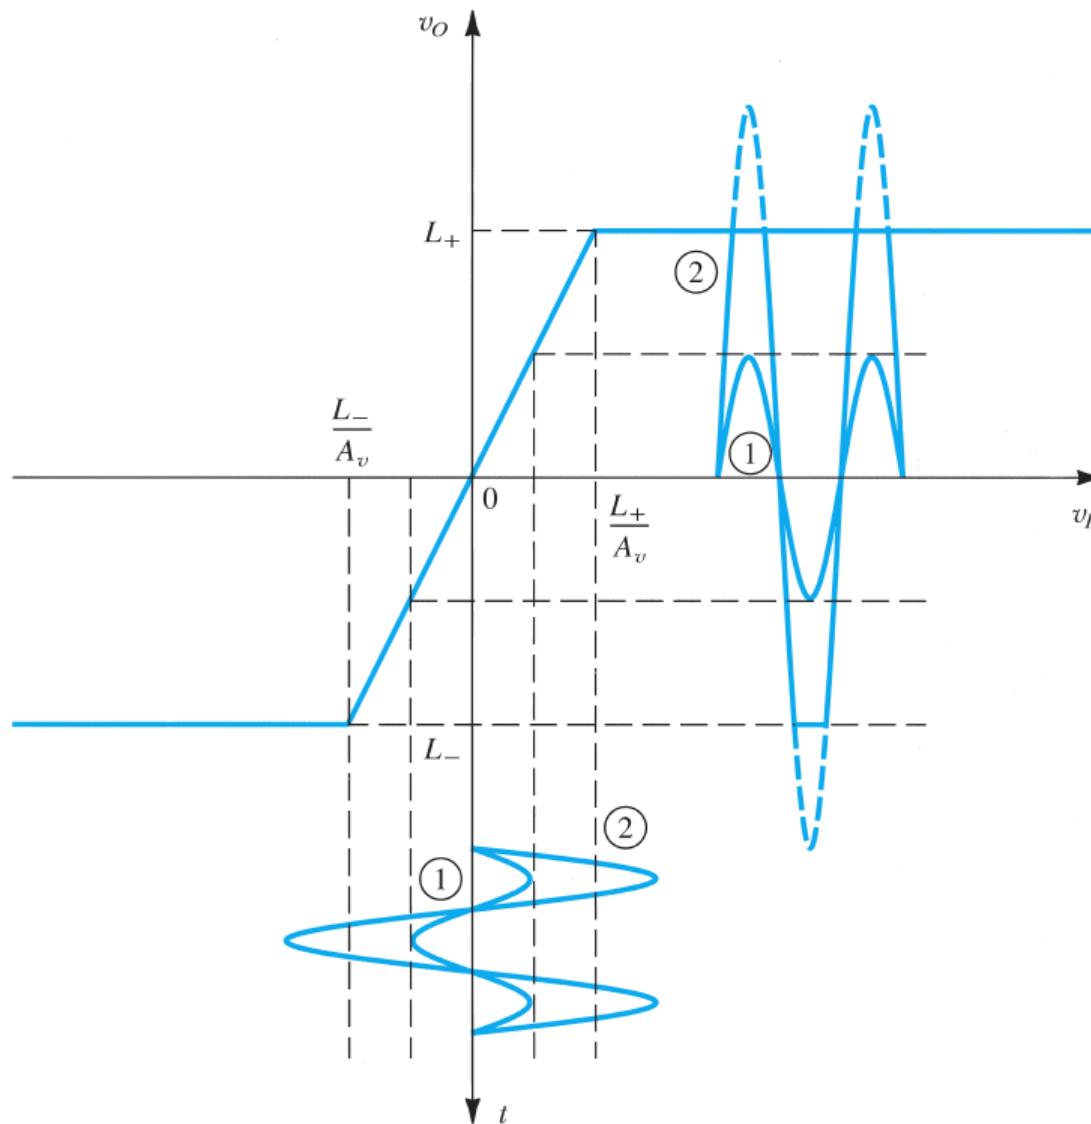 v_O
L_+
②
L_-
A_v
①
0
L_+
A_v
v_I
L_-
②
①
t